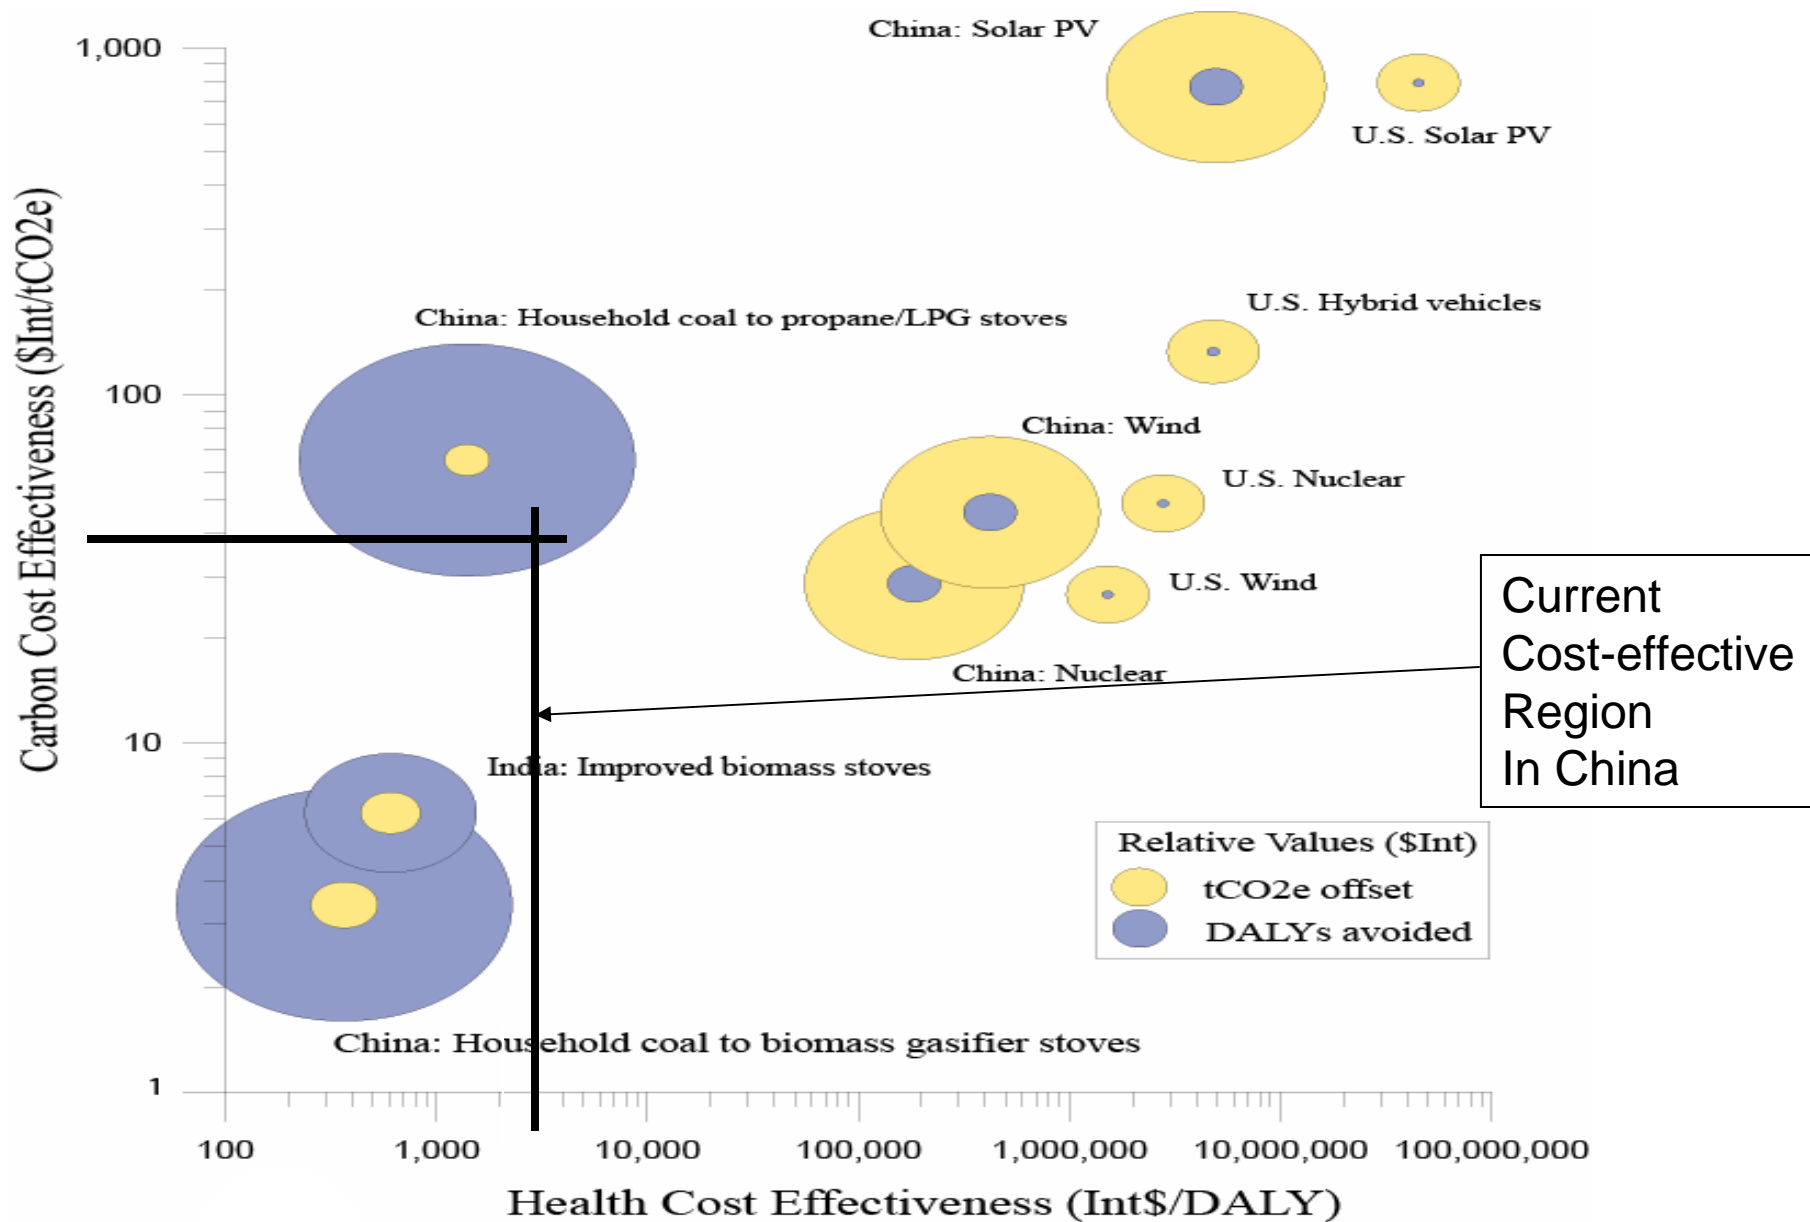 China: Solar PV
1,000
U.S. Solar PV
U.S. Hybrid vehicles
China: Household coal to propane/LPG stoves
100
China: Wind
U.S. Nuclear
U.S. Wind
China: Nuclear
Current
Cost-effective
Region
In China
10
India: Improved biomass stoves
Relative Values ($Int)
tCO2e offset
DALYs avoided
China: Household coal to biomass gasifier stoves
1
Carbon Cost Effectiveness ($Int/tCO2e)
100 1,000 10,000 100,000 1,000,000 10,000,000 100,000,000
Health Cost Effectiveness (Int$/DALY)